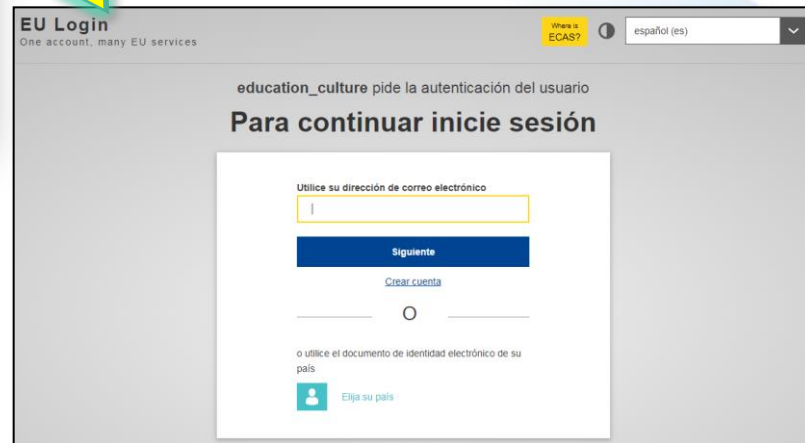 EU Login
One account, many EU services
Where is
ECAS?
español (es)
education_culture pide la autenticación del usuario
Para continuar inicie sesión
Utilice su dirección de correo electrónico
Siguiente
Crear cuenta
O
o utilice el documento de identidad electrónico de su
país
Elija su país